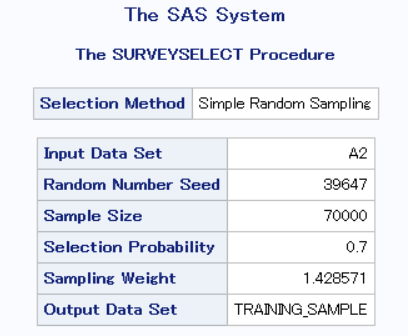 The SAS System
The SURVEYSELECT Procedure
Selection Method Simple Random Sampling
Input Data Set A2
Random Number Seed 39647
Sample Size 70000
Selection Probability 0.7
Sampling Weight 1.428571
Output Data Set TRAINING_SAMPLE